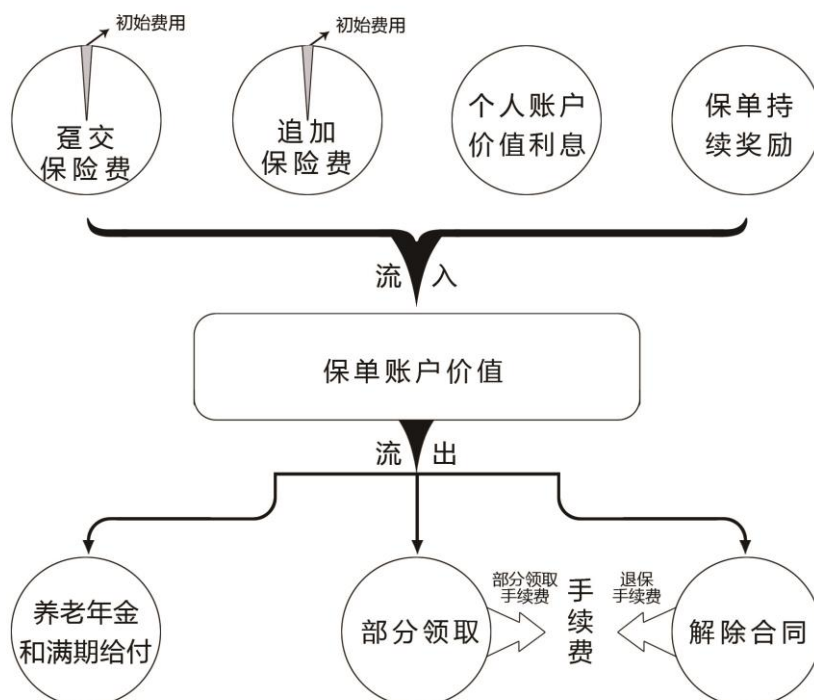 初始费用
初始费用
趸交
保险费
追加
保险费
个人账户
价值利息
保单持
续奖励
流 入
保单账户价值
流 出
养老年金
和满期给付
部分领取
部分领取
手续费
手续费
退保
手续费
解除合同